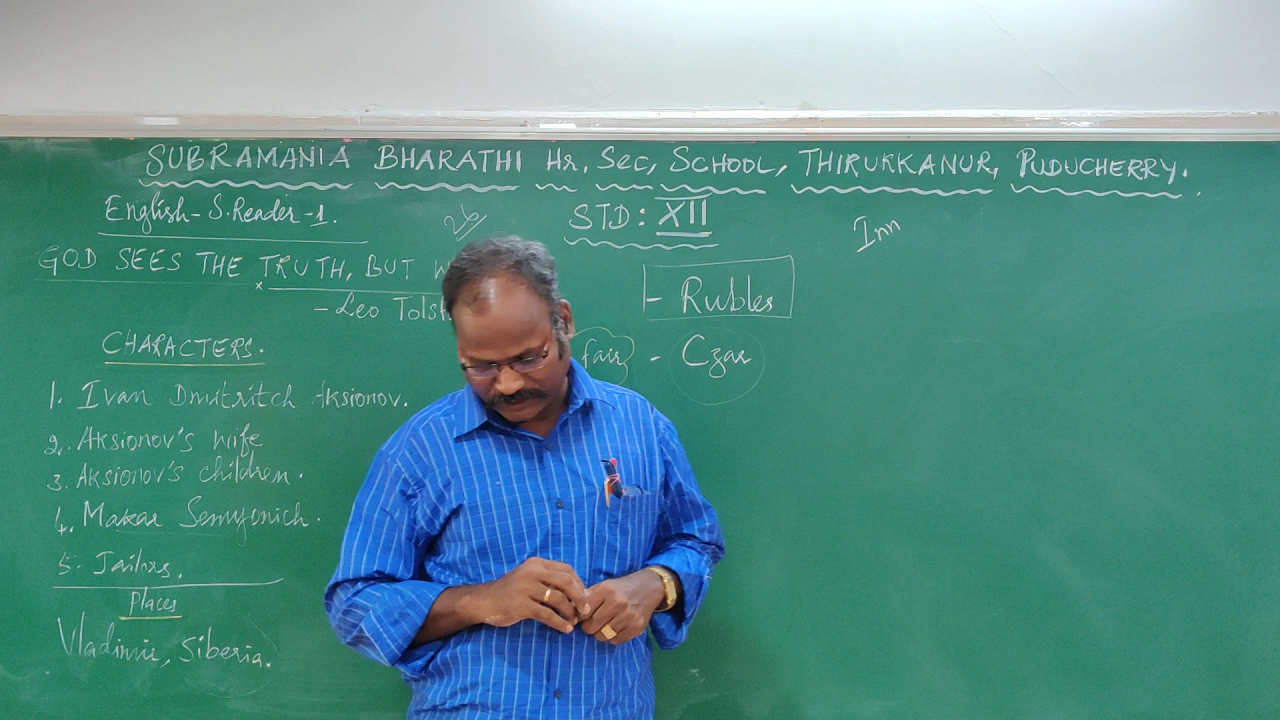 SUBRAMANIA BHARATHI Hr, Sec, SCHOOL, THIRUKKANUR, PUDUCHERRY.
English - S. Reader - 1.
STD: XII
Inn
GOD SEES THE TRUTH, BUT W
- Leo Tolst
- Rubles
fair - Czar
CHARACTERS.
1. Ivan Dmitritch Aksionov.
2. Aksionov's wife
3. Aksionov's children.
4. Makar Semyonich.
5. Jailors.
Places
Vladimir, Siberia.